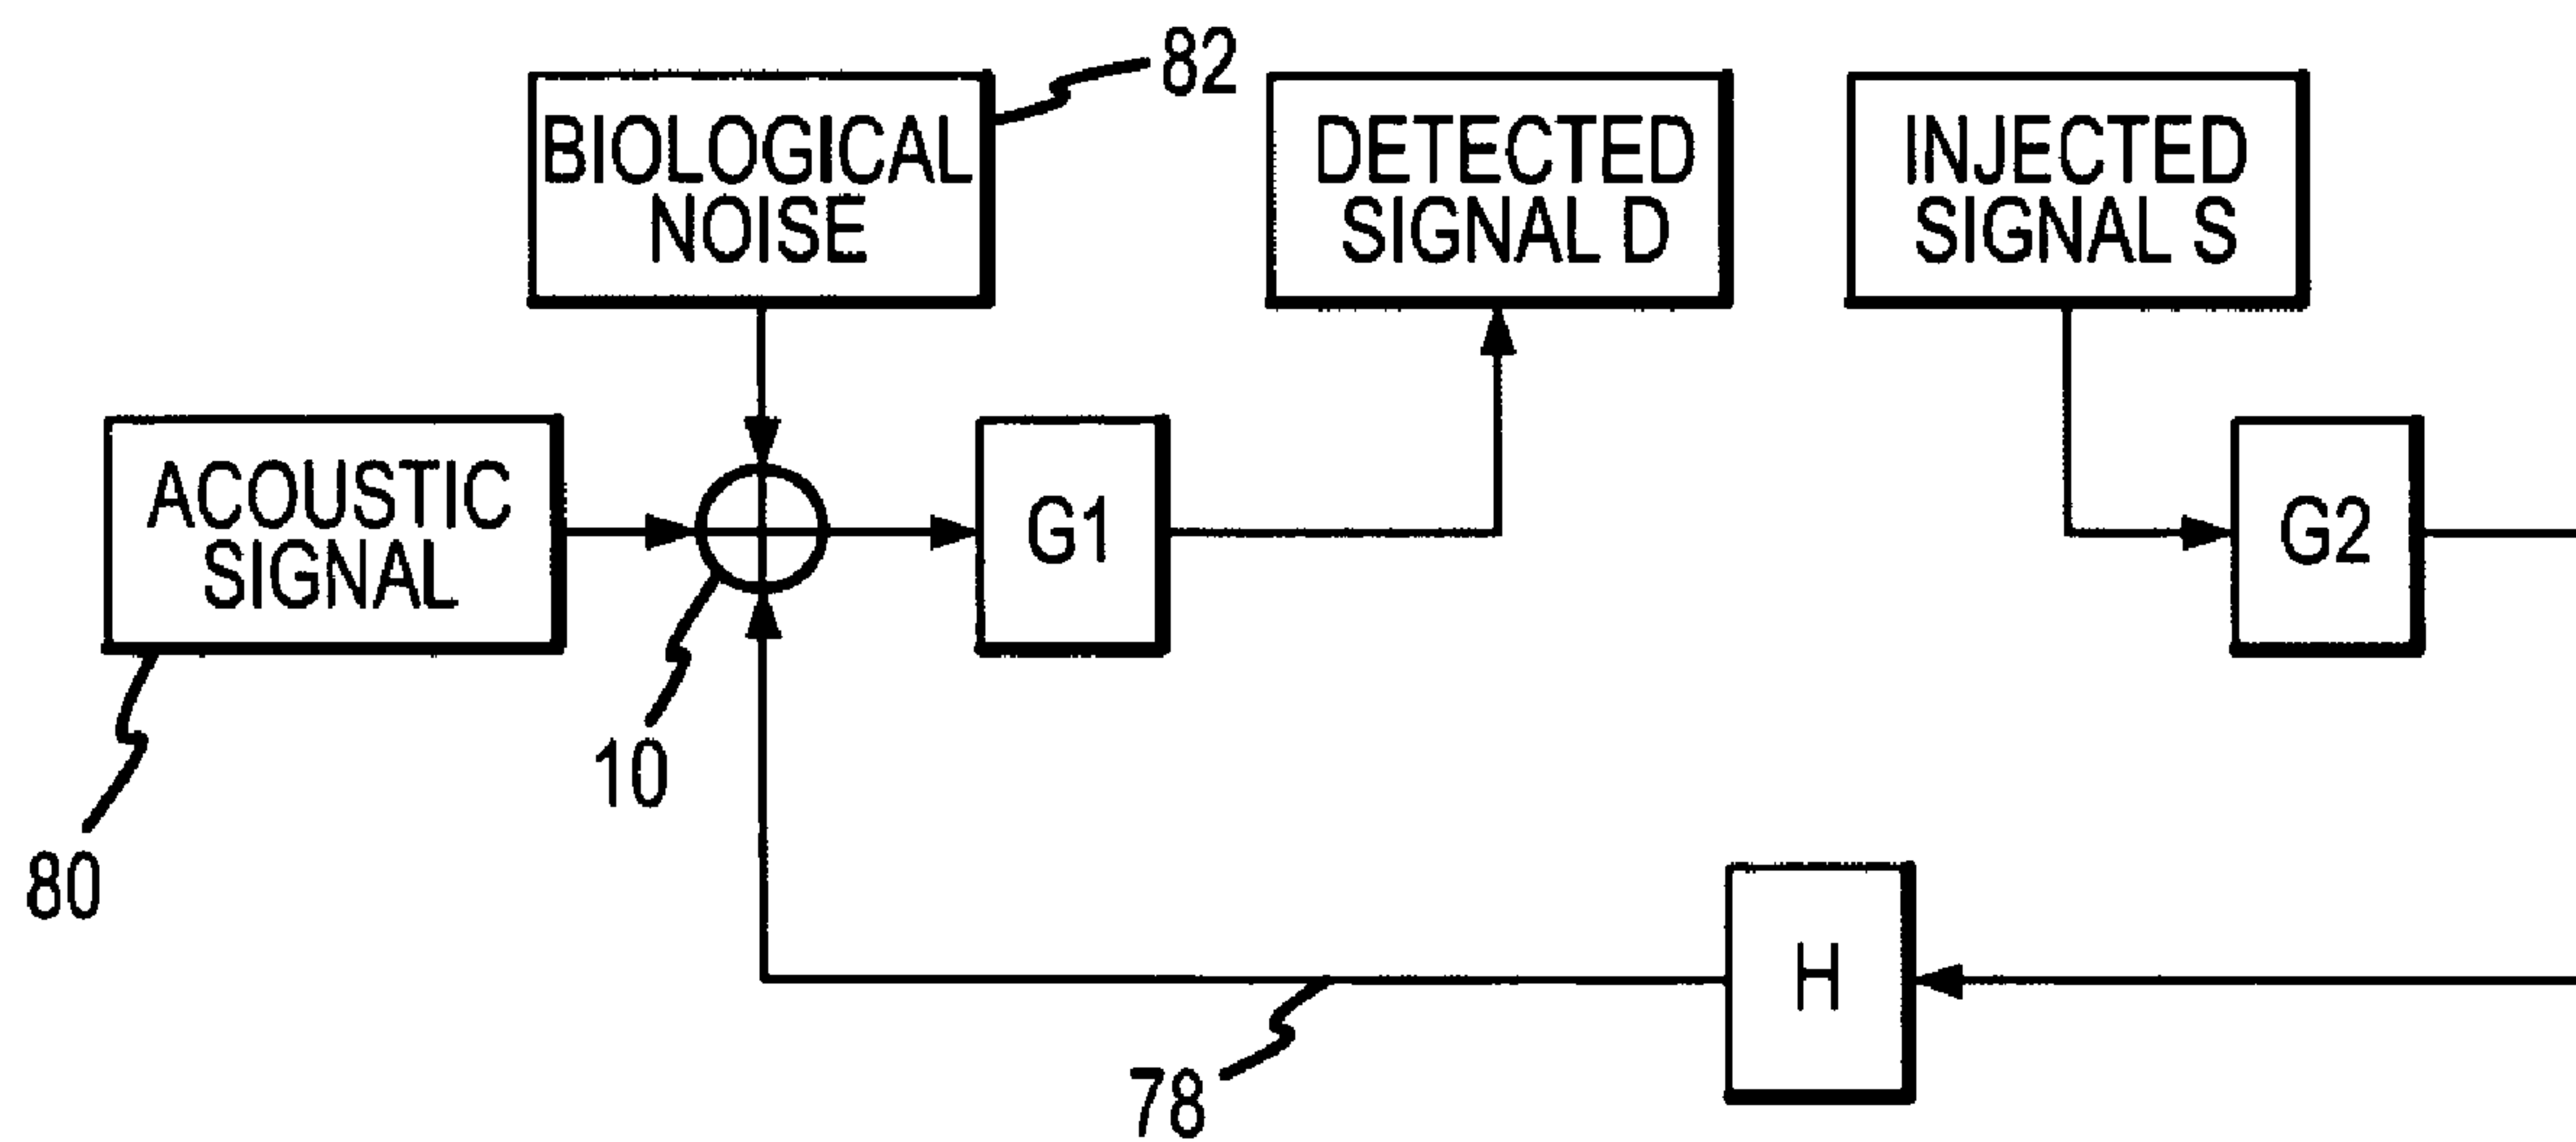 82
BIOLOGICAL
NOISE
DETECTED
SIGNAL D
INJECTED
SIGNAL S
ACOUSTIC
SIGNAL
G1
G2
10
80
H
78